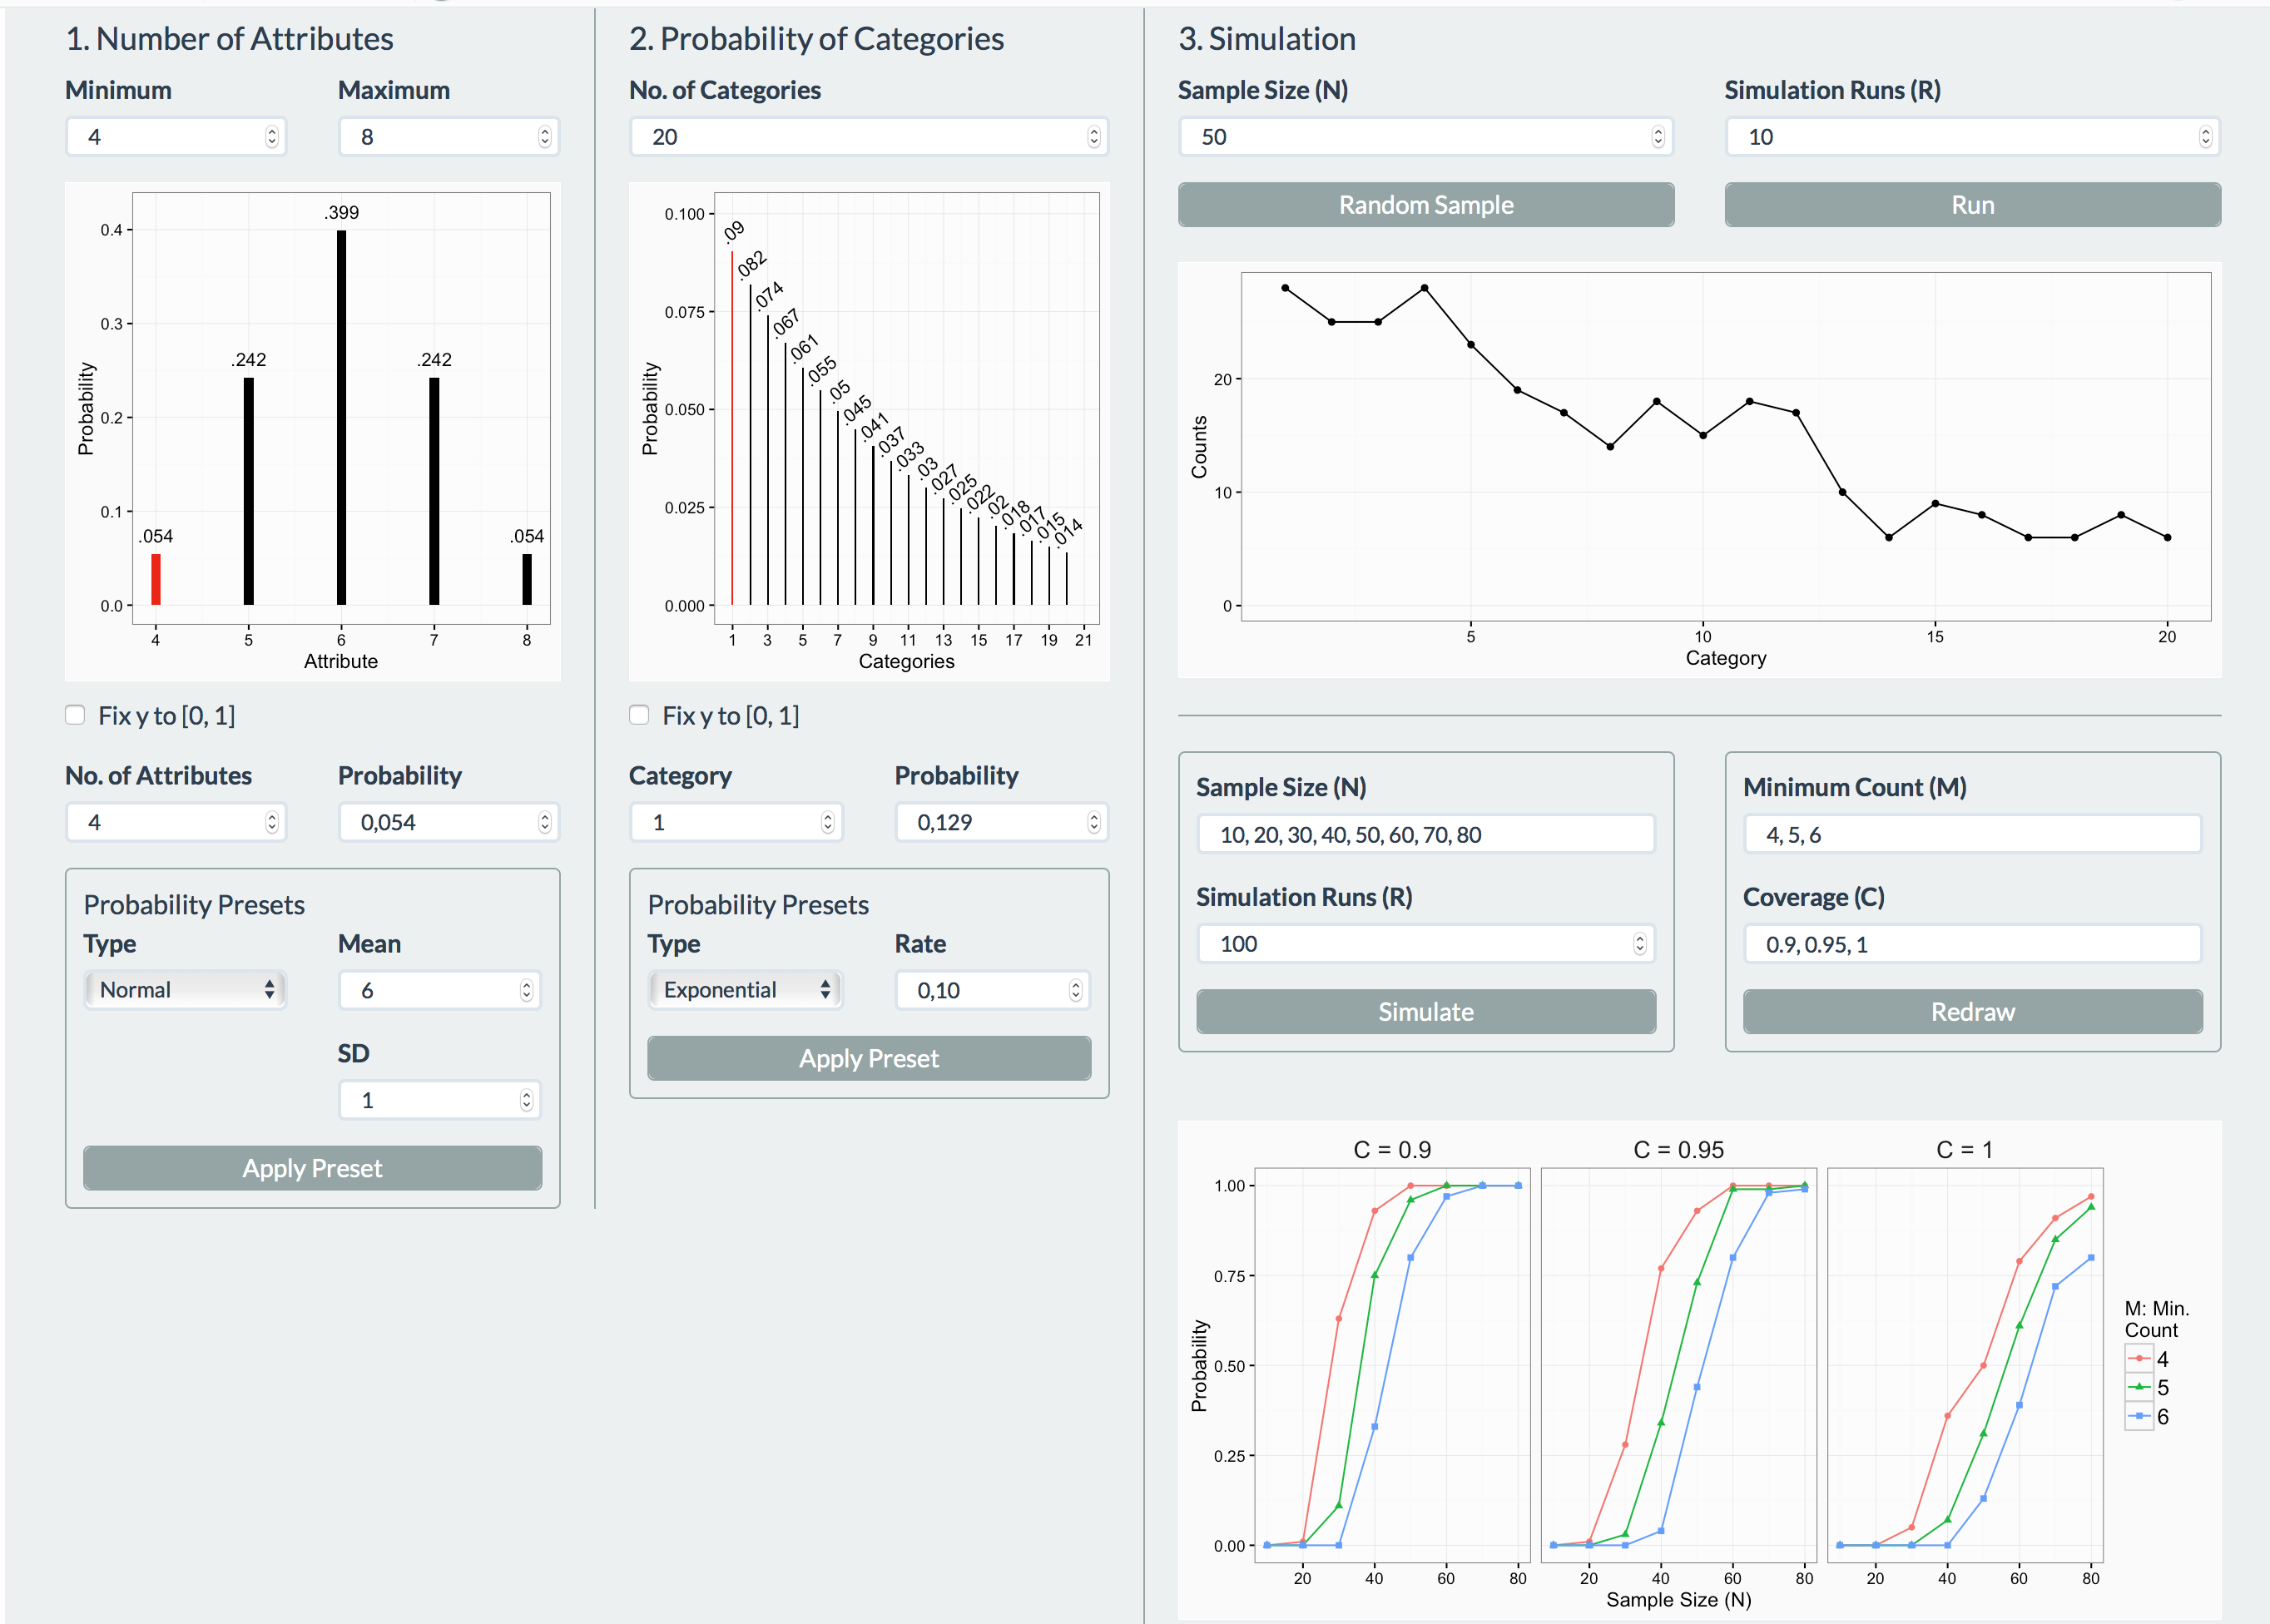 1. Number of Attributes
Minimum Maximum
4 8
0.4
0.3
0.2
0.1
0.0
Probability
.054 .242 .399 .242 .054
4 5 6 7 8
Attribute
Fix y to [0, 1]
No. of Attributes Probability
4 0,054
Probability Presets
Type Mean
Normal 6
SD
1
Apply Preset
2. Probability of Categories
No. of Categories
20
0.100
0.075
0.050
0.025
0.000
Probability
.09 .082 .074 .067 .061 .055 .05 .045 .041 .037 .033 .03 .027 .025 .022 .02 .018 .017 .015 .014
1 3 5 7 9 11 13 15 17 19 21
Categories
Fix y to [0, 1]
Category Probability
1 0,129
Probability Presets
Type Rate
Exponential 0,10
Apply Preset
3. Simulation
Sample Size (N) Simulation Runs (R)
50 10
Random Sample Run
20
10
0
Counts
5 10 15 20
Category
Sample Size (N)
10, 20, 30, 40, 50, 60, 70, 80
Simulation Runs (R)
100
Simulate
Minimum Count (M)
4, 5, 6
Coverage (C)
0.9, 0.95, 1
Redraw
C = 0.9 C = 0.95 C = 1
1.00
0.75
0.50
0.25
0.00
Probability
20 40 60 80 20 40 60 80 20 40 60 80
Sample Size (N)
M: Min.
Count
4
5
6